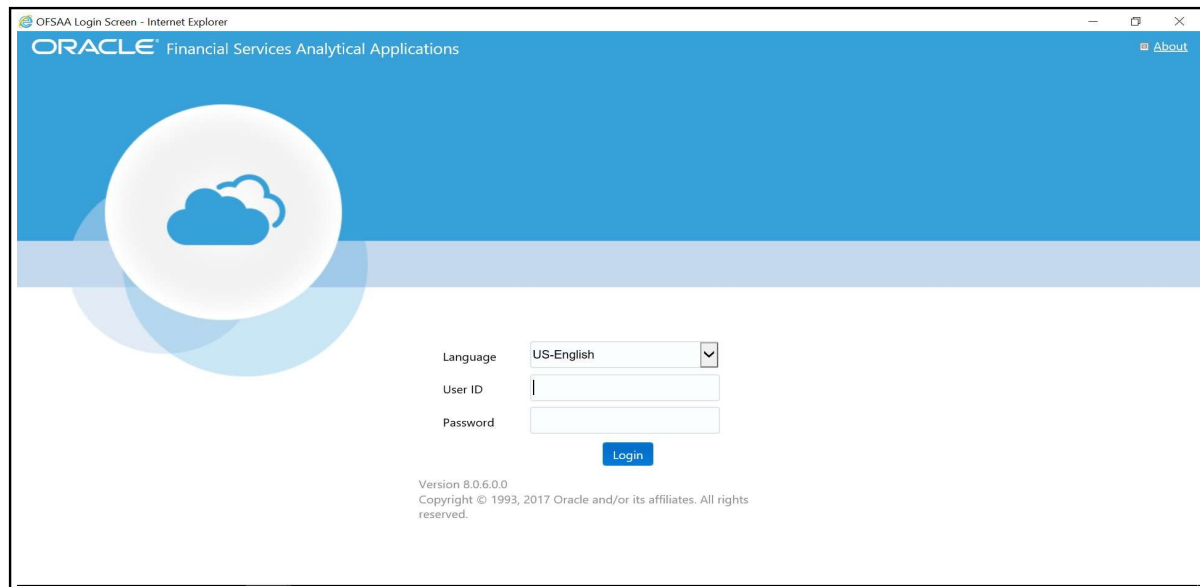 OFSAA Login Screen - Internet Explorer
ORACLE® Financial Services Analytical Applications
About
Language US-English
User ID
Password
Login
Version 8.0.6.0.0
Copyright © 1993, 2017 Oracle and/or its affiliates. All rights
reserved.